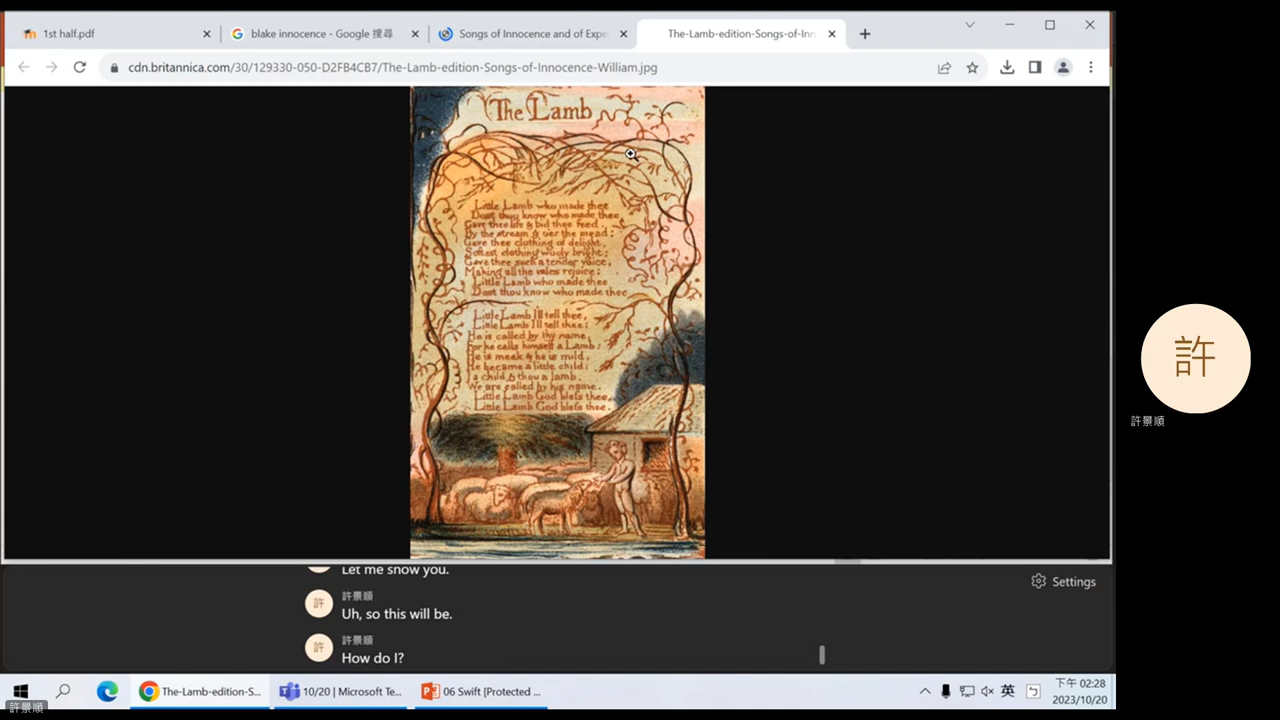 1st half.pdf
blake innocence - Google 搜尋
Songs of Innocence and of Expe
The-Lamb-edition-Songs-of-Inn
cdn.britannica.com/30/129330-050-D2FB4CB7/The-Lamb-edition-Songs-of-Innocence-William.jpg
The Lamb
Little Lamb who made thee
Dost thou know who made thee
Gave thee life & bid thee feed.
By the stream & o'er the mead;
Gave thee clothing of delight,
Softest clothing wooly bright;
Gave thee such a tender voice,
Making all the vales rejoice;
Little Lamb who made thee
Dost thou know who made thee
Little Lamb I'll tell thee,
Little Lamb I'll tell thee;
He is called by thy name,
For he calls himself a Lamb:
He is meek & he is mild,
He became a little child:
I a child & thou a lamb,
We are called by his name.
Little Lamb God bless thee,
Little Lamb God bless thee.
許
許景順
Let me show you.
Settings
許 許景順
Uh, so this will be.
許 許景順
How do I?
The-Lamb-edition-S...
10/20 | Microsoft Te...
06 Swift [Protected ...
英
下午 02:28
2023/10/20
許景順